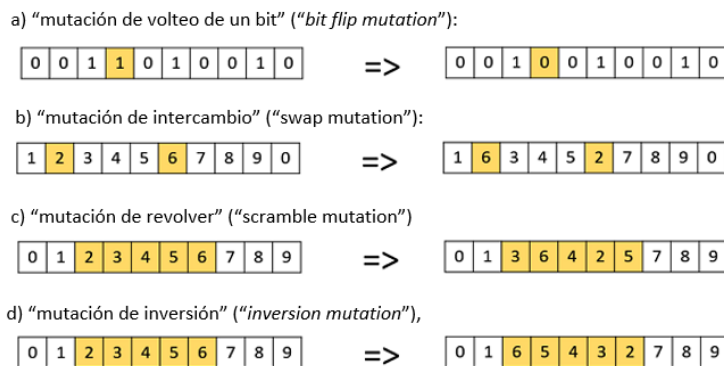 a) “mutación de volteo de un bit” (“bit flip mutation”):
0 0 1 1 0 1 0 0 1 0 => 0 0 1 0 0 1 0 0 1 0
b) “mutación de intercambio” (“swap mutation”):
1 2 3 4 5 6 7 8 9 0 => 1 6 3 4 5 2 7 8 9 0
c) “mutación de revolver” (“scramble mutation”)
0 1 2 3 4 5 6 7 8 9 => 0 1 3 6 4 2 5 7 8 9
d) “mutación de inversión” (“inversion mutation”),
0 1 2 3 4 5 6 7 8 9 => 0 1 6 5 4 3 2 7 8 9